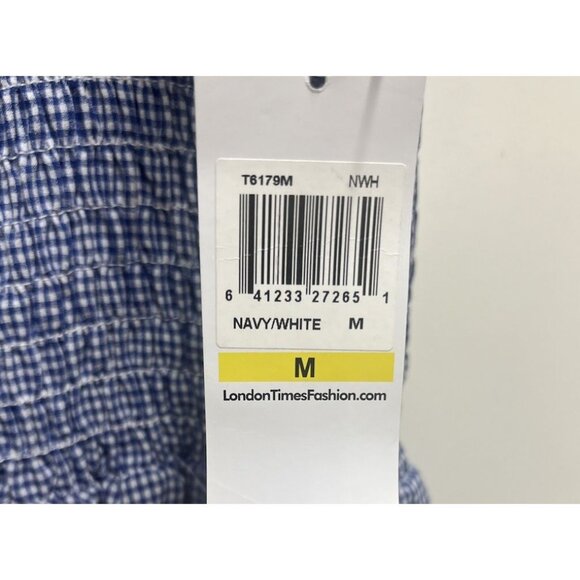 T6179M NWH
6 41233 27265 1
NAVY/WHITE M
M
LondonTimesFashion.com